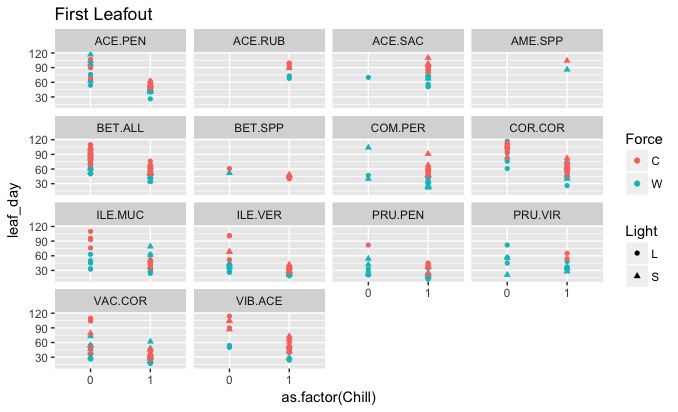 First Leafout
ACE.PEN ACE.RUB ACE.SAC AME.SPP
120
90
60
30
BET.ALL BET.SPP COM.PER COR.COR
120
90
60
30
ILE.MUC ILE.VER PRU.PEN PRU.VIR
120
90
60
30
0 1 0 1
VAC.COR VIB.ACE
120
90
60
30
0 1 0 1
leaf_day
as.factor(Chill)
Force
C
W
Light
L
S